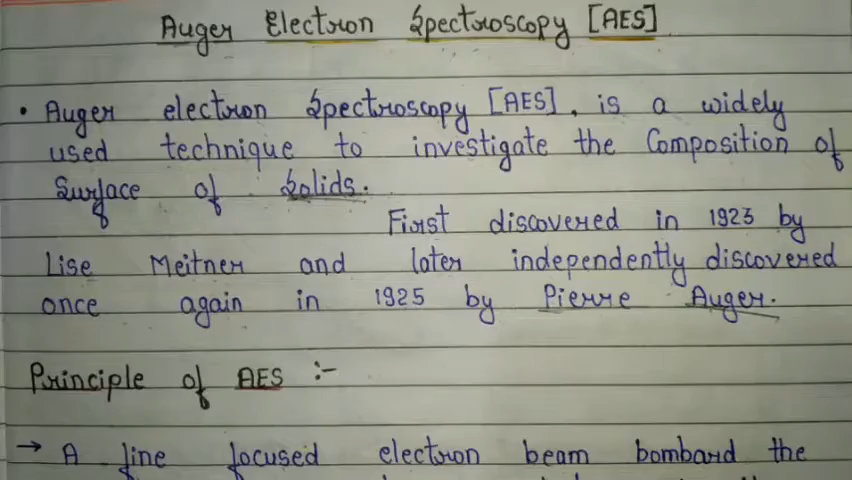 Auger Electron Spectroscopy [AES]
• Auger electron Spectroscopy [AES], is a widely
used technique to investigate the Composition of
Surface of Solids.
First discovered in 1923 by
Lise Meitner and later independently discovered
once again in 1925 by Pierre Auger.
Principle of AES :-
→ A fine focused electron beam bombard the